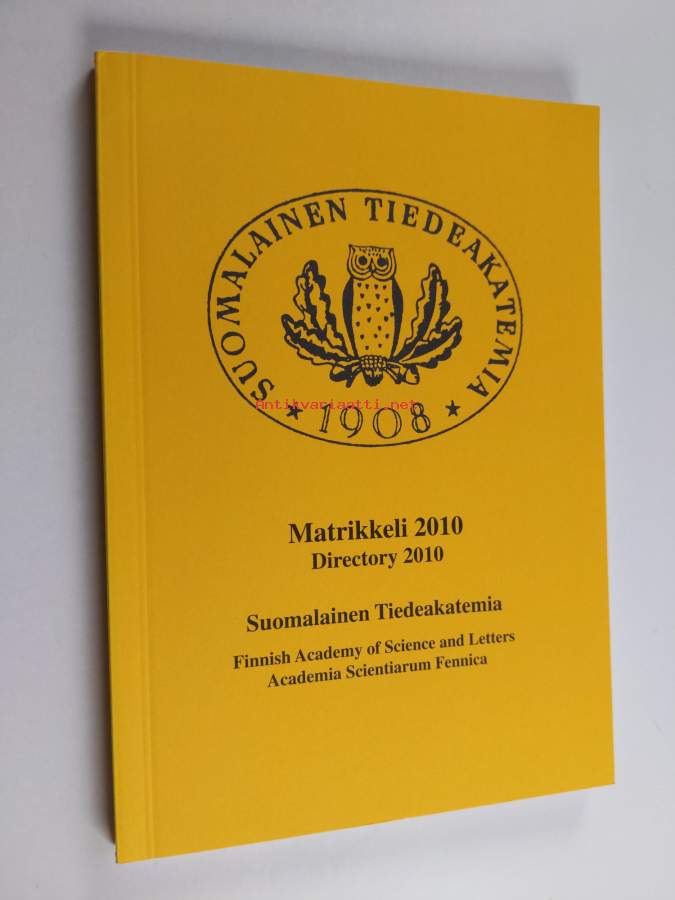 SUOMALAINEN TIEDEAKATEMIA
Antikvariaatti.net
★ 1908 ★
Matrikkeli 2010
Directory 2010
Suomalainen Tiedeakatemia
Finnish Academy of Science and Letters
Academia Scientiarum Fennica